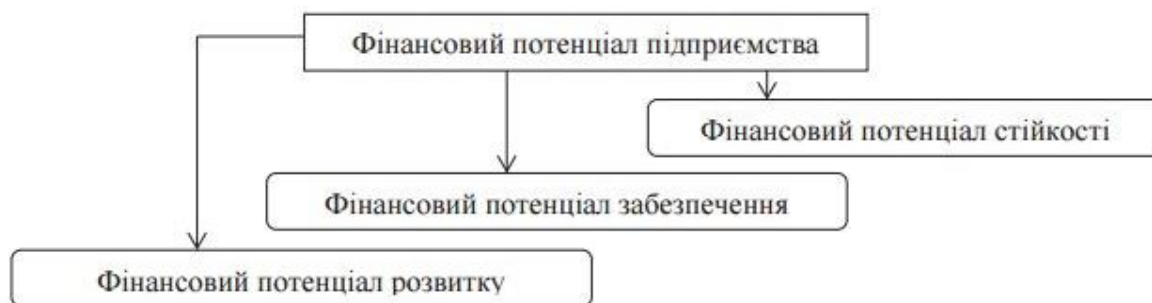 Фінансовий потенціал підприємства
Фінансовий потенціал стійкості
Фінансовий потенціал забезпечення
Фінансовий потенціал розвитку